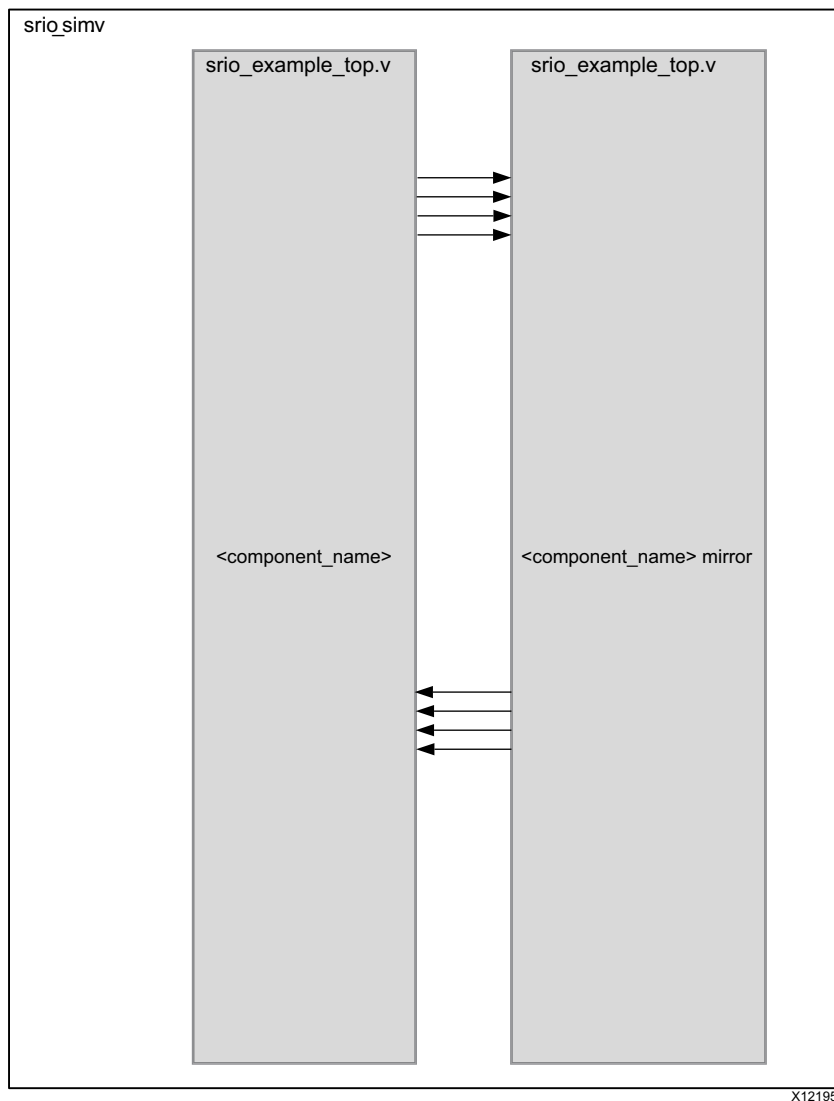 srio_simv
srio_example_top.v
srio_example_top.v
<component_name>
<component_name> mirror
X12195